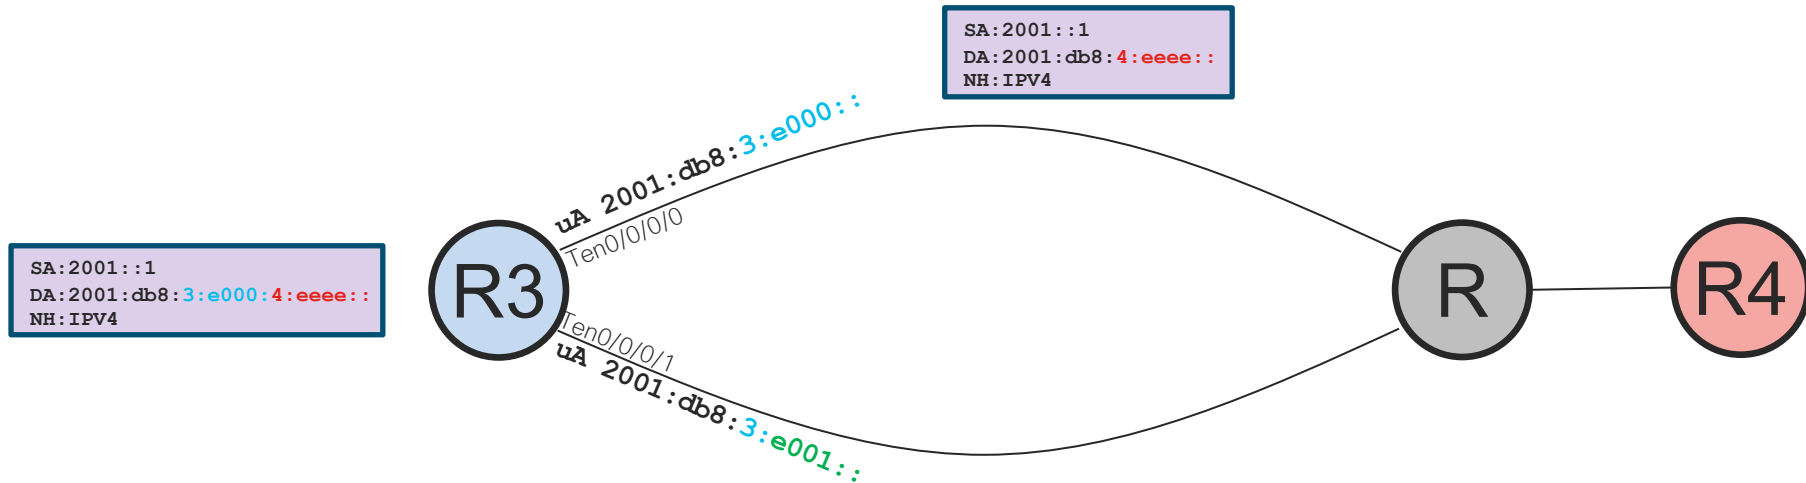 SA:2001::1
DA:2001:db8:4:eeee::
NH:IPV4
uA 2001:db8:3:e000::
Ten0/0/0/0
SA:2001::1
DA:2001:db8:3:e000:4:eeee::
NH:IPV4
R3
R
R4
Ten0/0/0/1
uA 2001:db8:3:e001::